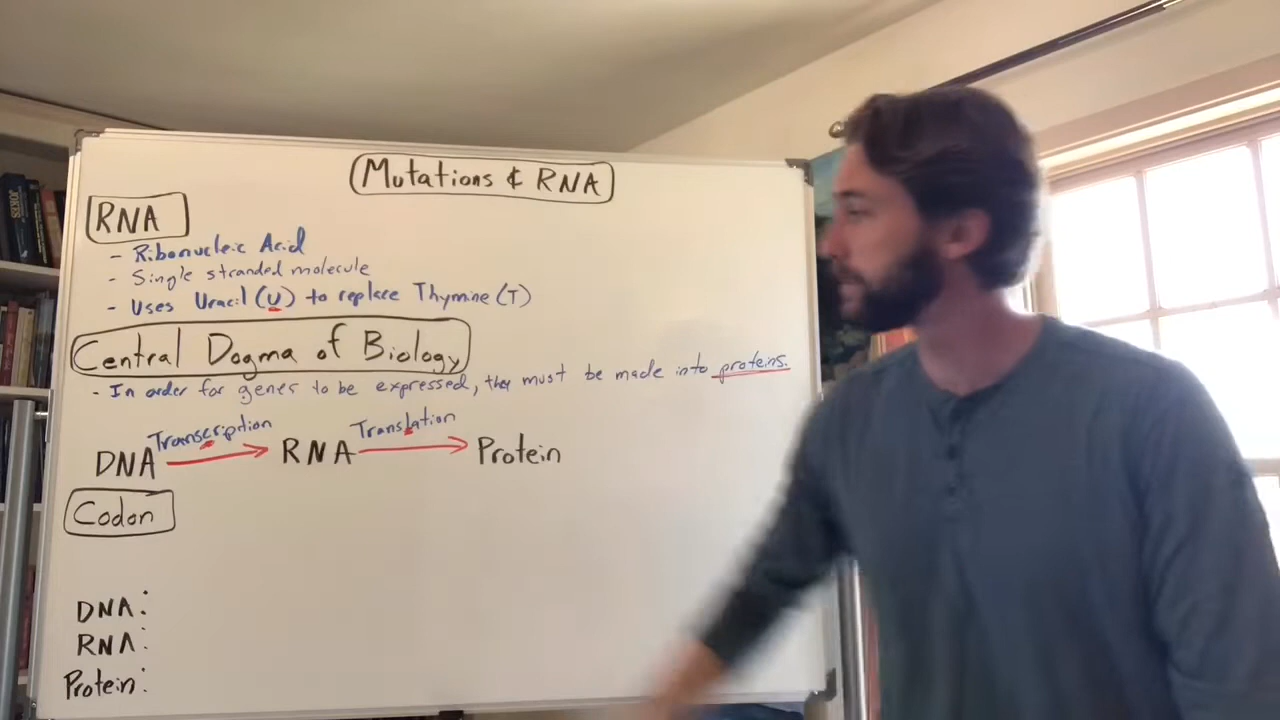 Mutations & RNA
RNA
- Ribonucleic Acid
- Single stranded molecule
- Uses Uracil (U) to replace Thymine (T)
Central Dogma of Biology
- In order for genes to be expressed, they must be made into proteins.
Transcription Translation
DNA RNA Protein
Codon
DNA:
RNA:
Protein: